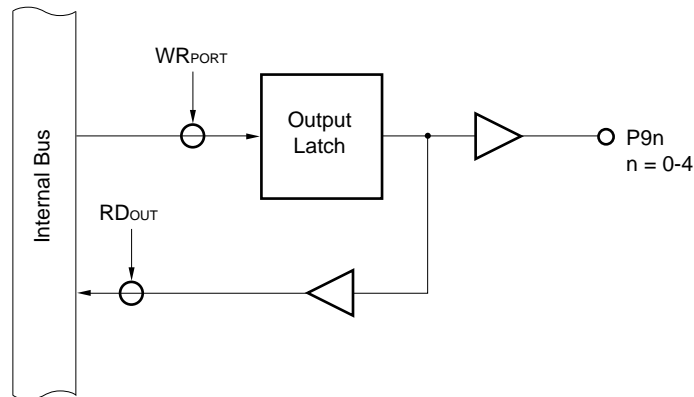 WRPORT
Output
Latch
P9n
n = 0-4
Internal Bus
RDOUT